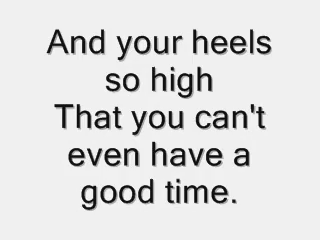 And your heels
so high
That you can't
even have a
good time.